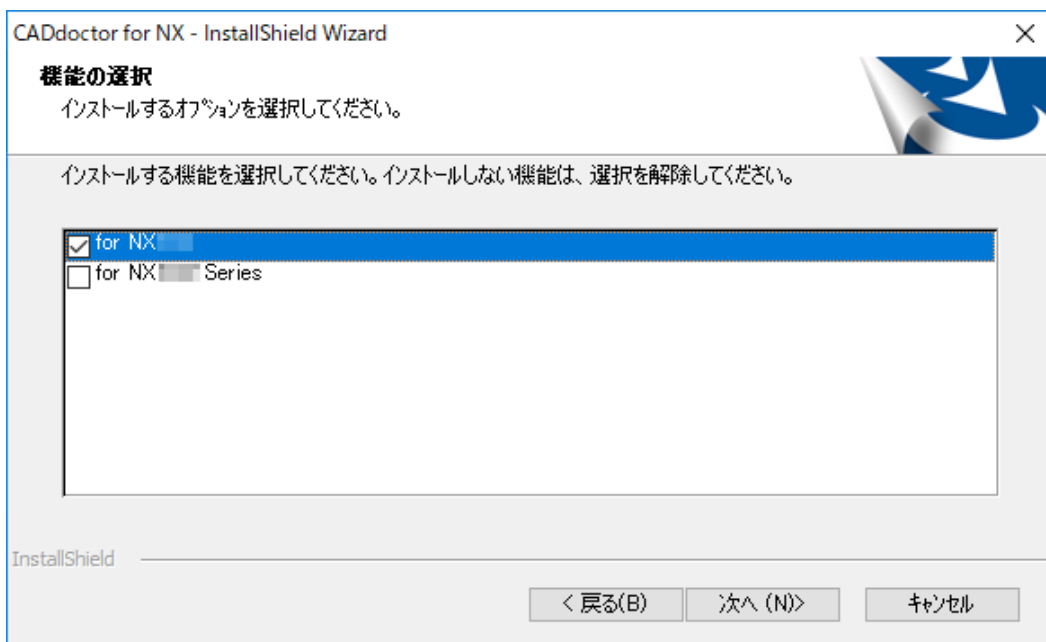 CADdoctor for NX - InstallShield Wizard
機能の選択
インストールするオプションを選択してください。
インストールする機能を選択してください。インストールしない機能は、選択を解除してください。
for NX
for NX Series
InstallShield
< 戻る(B)
次へ (N)>
キャンセル